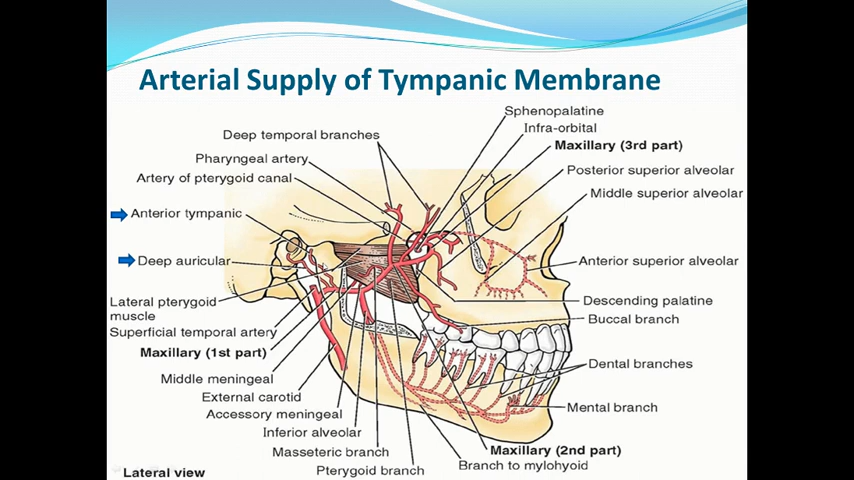 Arterial Supply of Tympanic Membrane
Sphenopalatine
Infra-orbital
Deep temporal branches
Maxillary (3rd part)
Pharyngeal artery
Posterior superior alveolar
Artery of pterygoid canal
Middle superior alveolar
Anterior tympanic
Deep auricular
Anterior superior alveolar
Lateral pterygoid
muscle
Descending palatine
Buccal branch
Superficial temporal artery
Maxillary (1st part)
Dental branches
Middle meningeal
External carotid
Mental branch
Accessory meningeal
Inferior alveolar
Masseteric branch
Maxillary (2nd part)
Branch to mylohyoid
Pterygoid branch
Lateral view